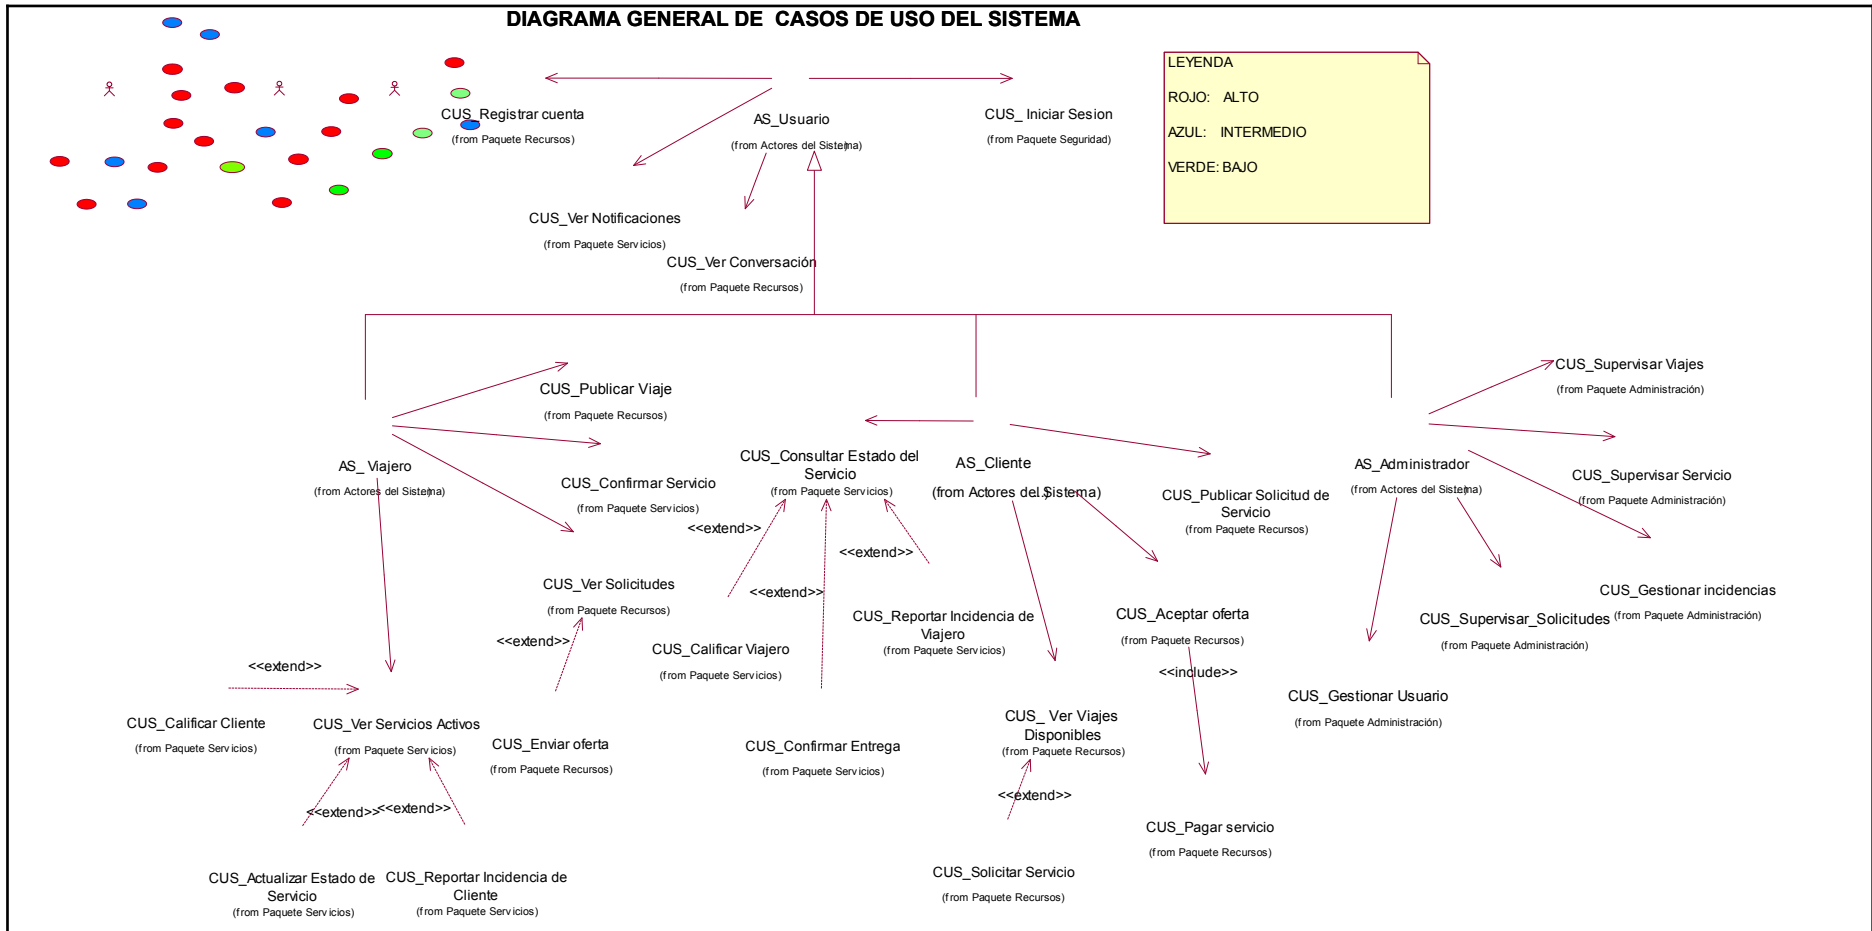 DIAGRAMA GENERAL DE CASOS DE USO DEL SISTEMA
LEYENDA
ROJO: ALTO
AZUL: INTERMEDIO
VERDE: BAJO
CUS_Registrar cuenta
(from Paquete Recursos)
AS_Usuario
(from Actores del Sistema)
CUS_ Iniciar Sesion
(from Paquete Seguridad)
CUS_Ver Notificaciones
(from Paquete Servicios)
CUS_Ver Conversación
(from Paquete Recursos)
CUS_Publicar Viaje
(from Paquete Recursos)
CUS_Supervisar Viajes
(from Paquete Administración)
AS_ Viajero
(from Actores del Sistema)
CUS_Confirmar Servicio
(from Paquete Servicios)
CUS_Consultar Estado del
Servicio
(from Paquete Servicios)
AS_Cliente
(from Actores del Sistema)
CUS_Publicar Solicitud de
Servicio
(from Paquete Recursos)
AS_Administrador
(from Actores del Sistema)
CUS_Supervisar Servicio
(from Paquete Administración)
<<extend>>
<<extend>>
<<extend>>
CUS_Ver Solicitudes
(from Paquete Recursos)
CUS_Reportar Incidencia de
Viajero
(from Paquete Servicios)
CUS_Aceptar oferta
(from Paquete Recursos)
CUS_Supervisar_Solicitudes
(from Paquete Administración)
CUS_Gestionar incidencias
(from Paquete Administración)
<<extend>>
CUS_Calificar Viajero
(from Paquete Servicios)
<<extend>>
<<include>>
CUS_Gestionar Usuario
(from Paquete Administración)
CUS_Calificar Cliente
(from Paquete Servicios)
CUS_Ver Servicios Activos
(from Paquete Servicios)
CUS_Enviar oferta
(from Paquete Recursos)
CUS_Confirmar Entrega
(from Paquete Servicios)
CUS_ Ver Viajes
Disponibles
(from Paquete Recursos)
<<extend>>
<<extend>>
<<extend>>
CUS_Pagar servicio
(from Paquete Recursos)
CUS_Actualizar Estado de
Servicio
(from Paquete Servicios)
CUS_Reportar Incidencia de
Cliente
(from Paquete Servicios)
CUS_Solicitar Servicio
(from Paquete Recursos)